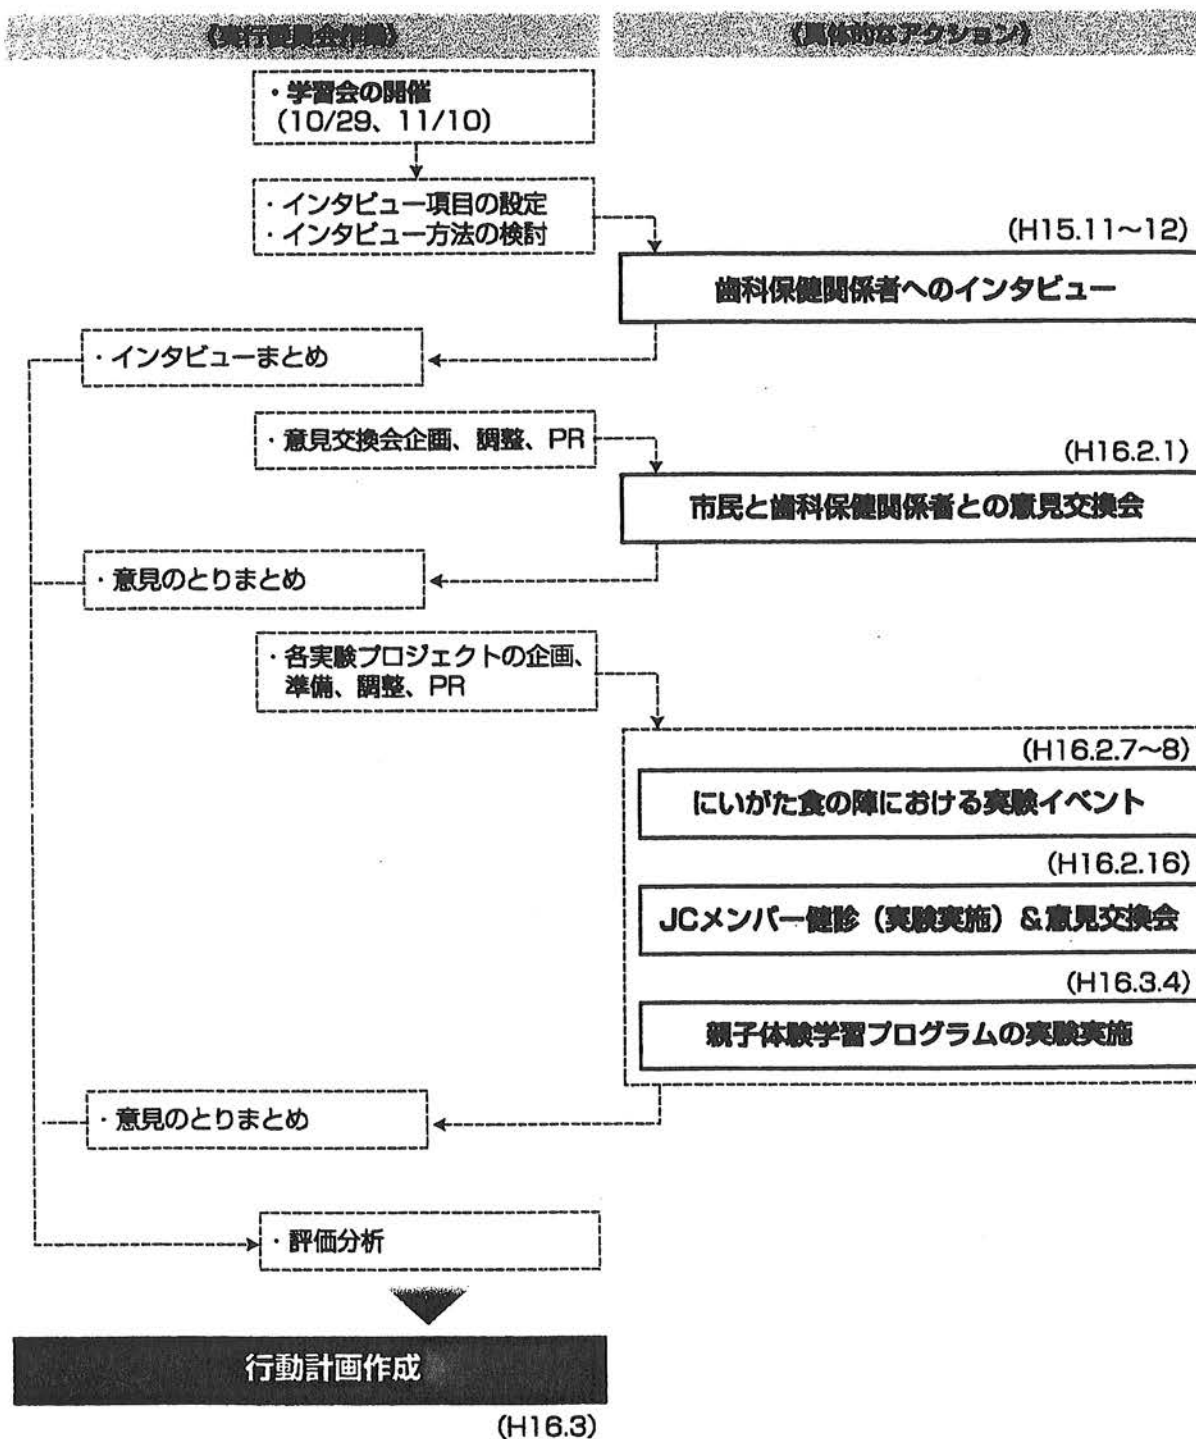 《実行委員会作業》
《具体的なアクション》
・学習会の開催
(10/29、11/10)
・インタビュー項目の設定
・インタビュー方法の検討
(H15.11〜12)
歯科保健関係者へのインタビュー
・インタビューまとめ
・意見交換会企画、調整、PR
(H16.2.1)
市民と歯科保健関係者との意見交換会
・意見のとりまとめ
・各実験プロジェクトの企画、
準備、調整、PR
(H16.2.7〜8)
にいがた食の陣における実験イベント
(H16.2.16)
JCメンバー健診（実験実施）＆意見交換会
(H16.3.4)
親子体験学習プログラムの実験実施
・意見のとりまとめ
・評価分析
行動計画作成
(H16.3)